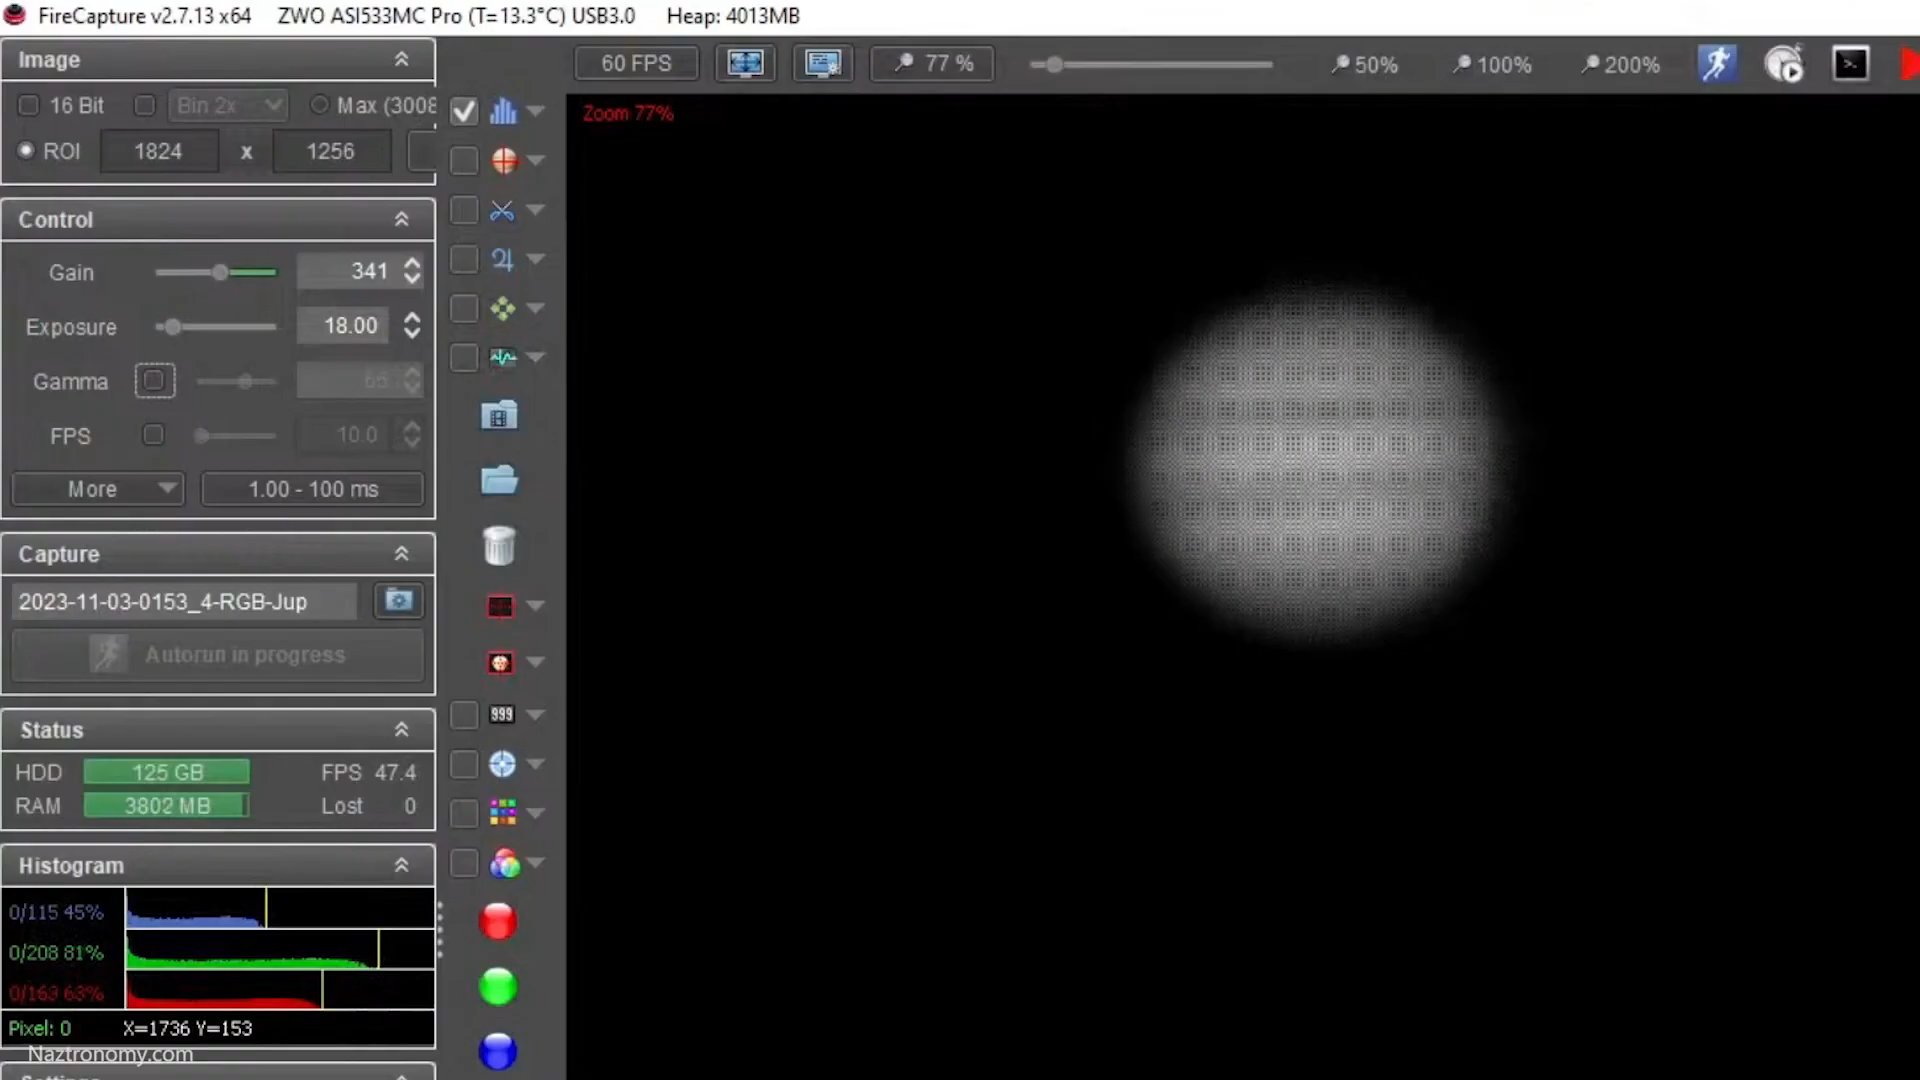 FireCapture v2.7.13 x64 ZWO ASI533MC Pro (T=13.3°C) USB3.0 Heap: 4013MB
Image
60 FPS 77 % 50% 100% 200%
16 Bit Bin 2x Max (3008
Zoom 77%
ROI 1824 x 1256
Control
Gain 341
Exposure 18.00
Gamma 65
FPS 10.0
More 1.00 - 100 ms
Capture
2023-11-03-0153_4-RGB-Jup
Autorun in progress
999
Status
HDD 125 GB FPS 47.4
RAM 3802 MB Lost 0
Histogram
0/115 45%
0/208 81%
0/163 63%
Pixel: 0 X=1736 Y=153
Naztronomy.com